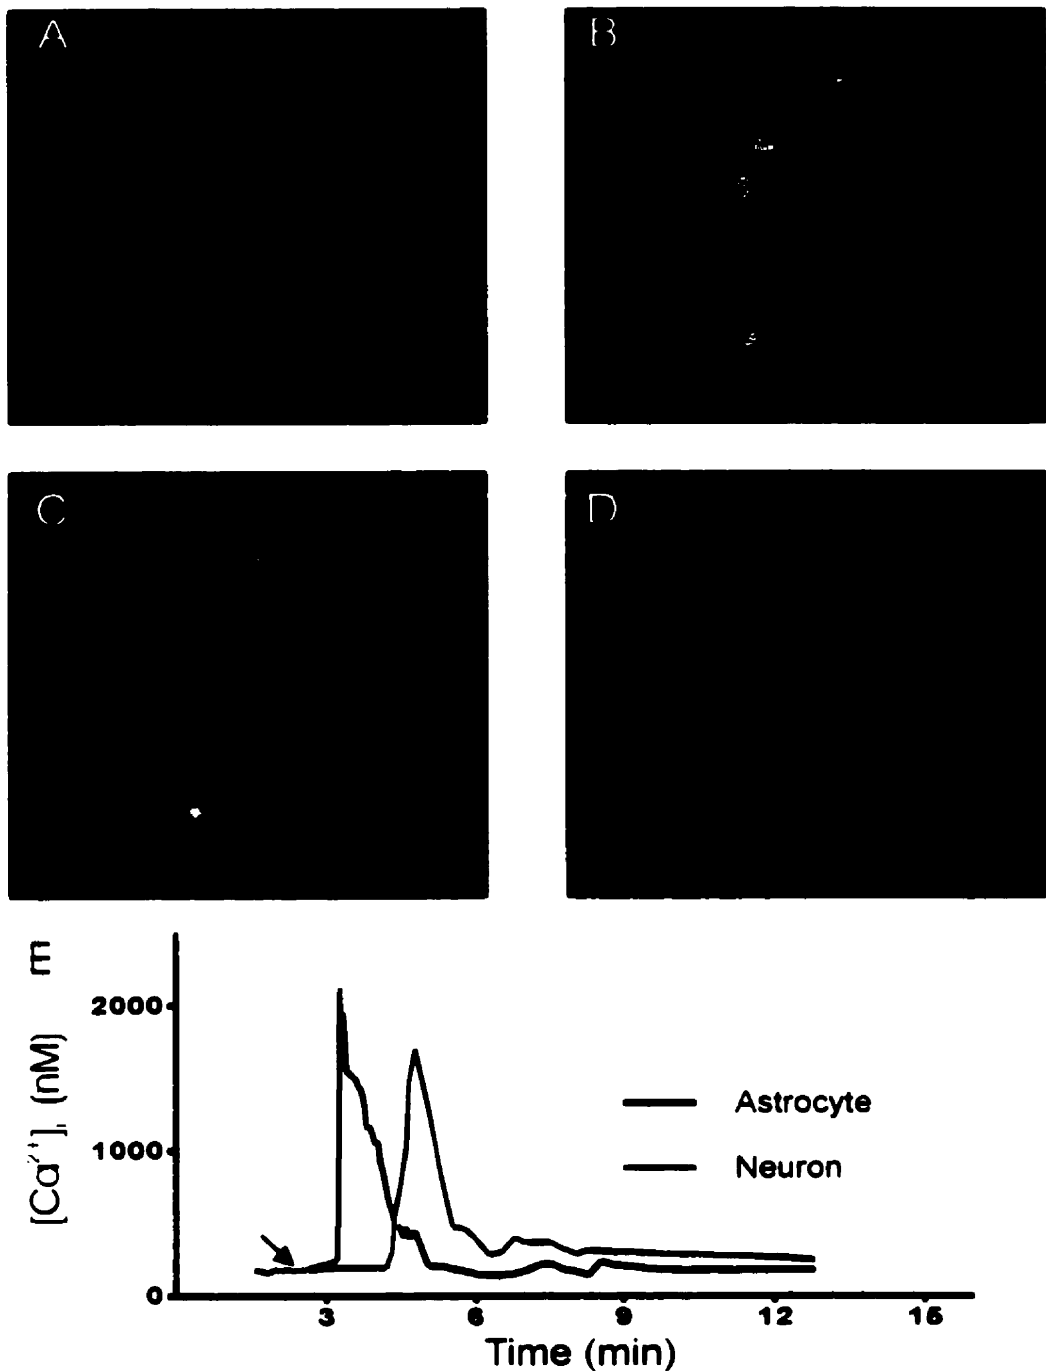 A
B
C
D
E
[Ca²⁺]ᵢ (nM)
2000
1000
0
Astrocyte
Neuron
3
6
9
12
15
Time (min)